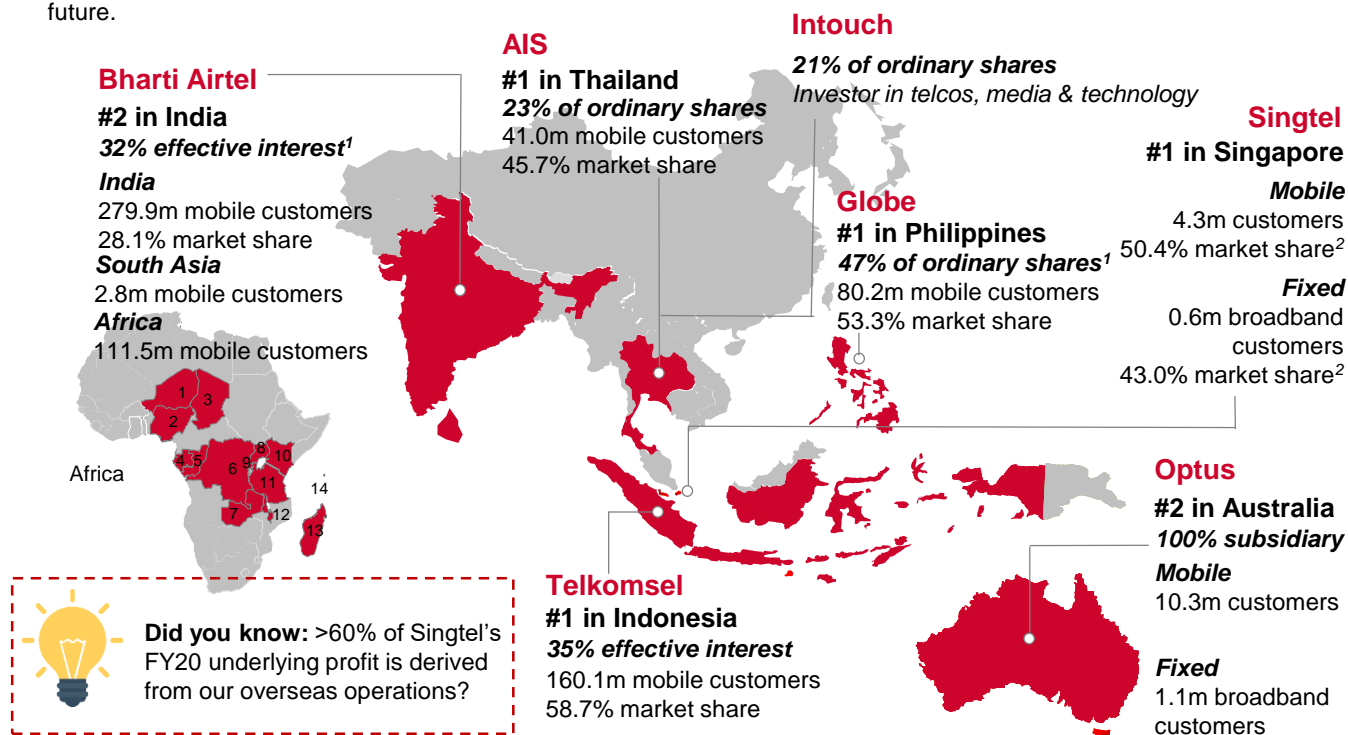 future.
Bharti Airtel
#2 in India
32% effective interest1
India
279.9m mobile customers
28.1% market share
South Asia
2.8m mobile customers
Africa
111.5m mobile customers
AIS
#1 in Thailand
23% of ordinary shares
41.0m mobile customers
45.7% market share
Intouch
21% of ordinary shares
Investor in telcos, media & technology
Singtel
#1 in Singapore
Mobile
4.3m customers
50.4% market share2
Fixed
0.6m broadband
customers
43.0% market share2
Globe
#1 in Philippines
47% of ordinary shares1
80.2m mobile customers
53.3% market share
Africa
1
2
3
4
5
6
7
8
9
10
11
12
13
14
Optus
#2 in Australia
100% subsidiary
Mobile
10.3m customers
Fixed
1.1m broadband
customers
Telkomsel
#1 in Indonesia
35% effective interest
160.1m mobile customers
58.7% market share
Did you know: >60% of Singtel's
FY20 underlying profit is derived
from our overseas operations?